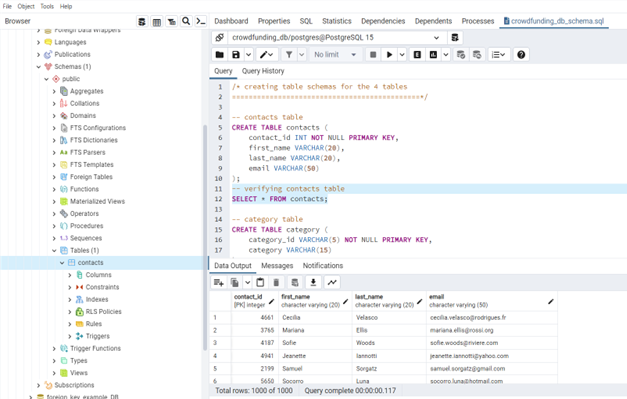 File Object Tools Help
Browser
Dashboard Properties SQL Statistics Dependencies Dependents Processes crowdfunding_db_schema.sql
crowdfunding_db/postgres@PostgreSQL 15
No limit
Query Query History
Foreign Data Wrappers
Languages
Publications
Schemas (1)
public
Aggregates
Collations
Domains
FTS Configurations
FTS Dictionaries
FTS Parsers
FTS Templates
Foreign Tables
Functions
Materialized Views
Operators
Procedures
1..3 Sequences
Tables (1)
contacts
Columns
Constraints
Indexes
RLS Policies
Rules
Triggers
Trigger Functions
Types
Views
Subscriptions
foreign_key_example_DB
1 /* creating table schemas for the 4 tables
2 =============================================*/
3
4 -- contacts table
5 CREATE TABLE contacts (
6 contact_id INT NOT NULL PRIMARY KEY,
7 first_name VARCHAR(20),
8 last_name VARCHAR(20),
9 email VARCHAR(50)
10 );
11 -- verifying contacts table
12 SELECT * FROM contacts;
13
14 -- category table
15 CREATE TABLE category (
16 category_id VARCHAR(5) NOT NULL PRIMARY KEY,
17 category VARCHAR(15)
Data Output Messages Notifications
contact_id first_name last_name email
[PK] integer character varying (20) character varying (20) character varying (50)
1 4661 Cecilia Velasco cecilia.velasco@rodrigues.fr
2 3765 Mariana Ellis mariana.ellis@rossi.org
3 4187 Sofie Woods sofie.woods@riviere.com
4 4941 Jeanette Iannotti jeanette.iannotti@yahoo.com
5 2199 Samuel Sorgatz samuel.sorgatz@gmail.com
6 5650 Socorro Luna socorro.luna@hotmail.com
Total rows: 1000 of 1000 Query complete 00:00:00.117